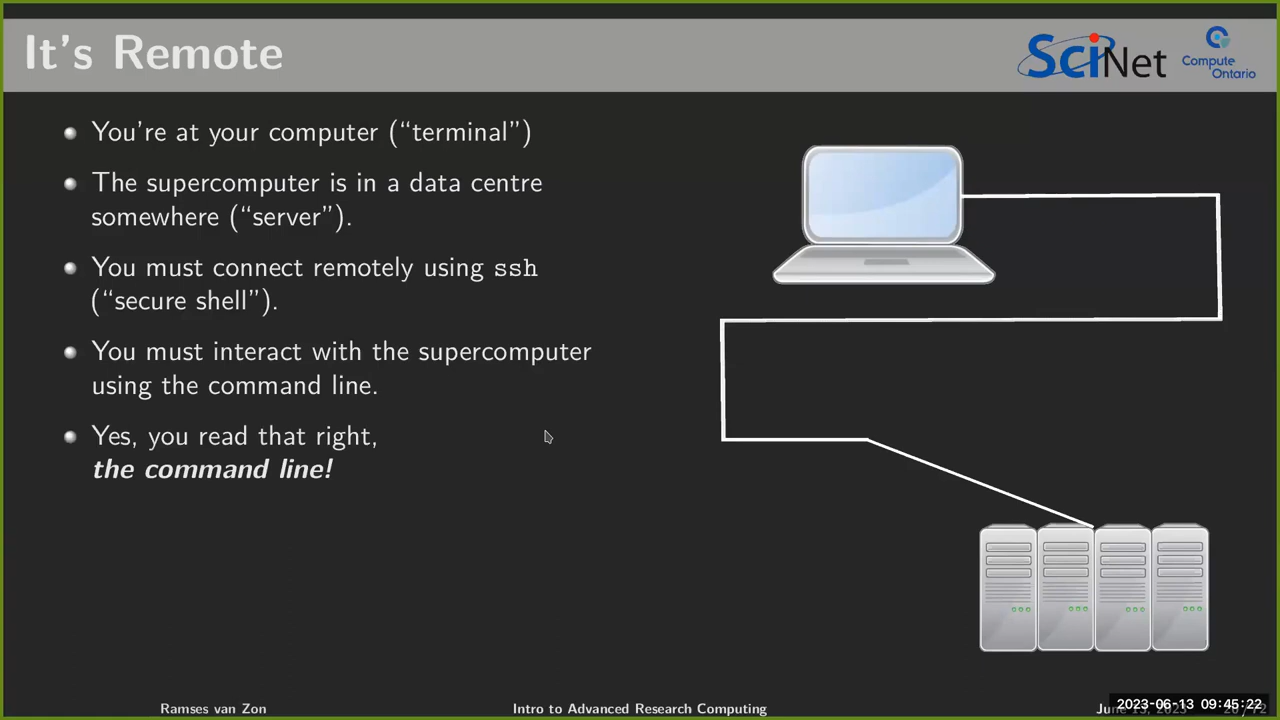 It's Remote
SciNet
Compute
Ontario
You're at your computer (“terminal”)
The supercomputer is in a data centre
somewhere (“server”).
You must connect remotely using ssh
(“secure shell”).
You must interact with the supercomputer
using the command line.
Yes, you read that right,
the command line!
Ramses van Zon
Intro to Advanced Research Computing
2023-06-13 09:45:22